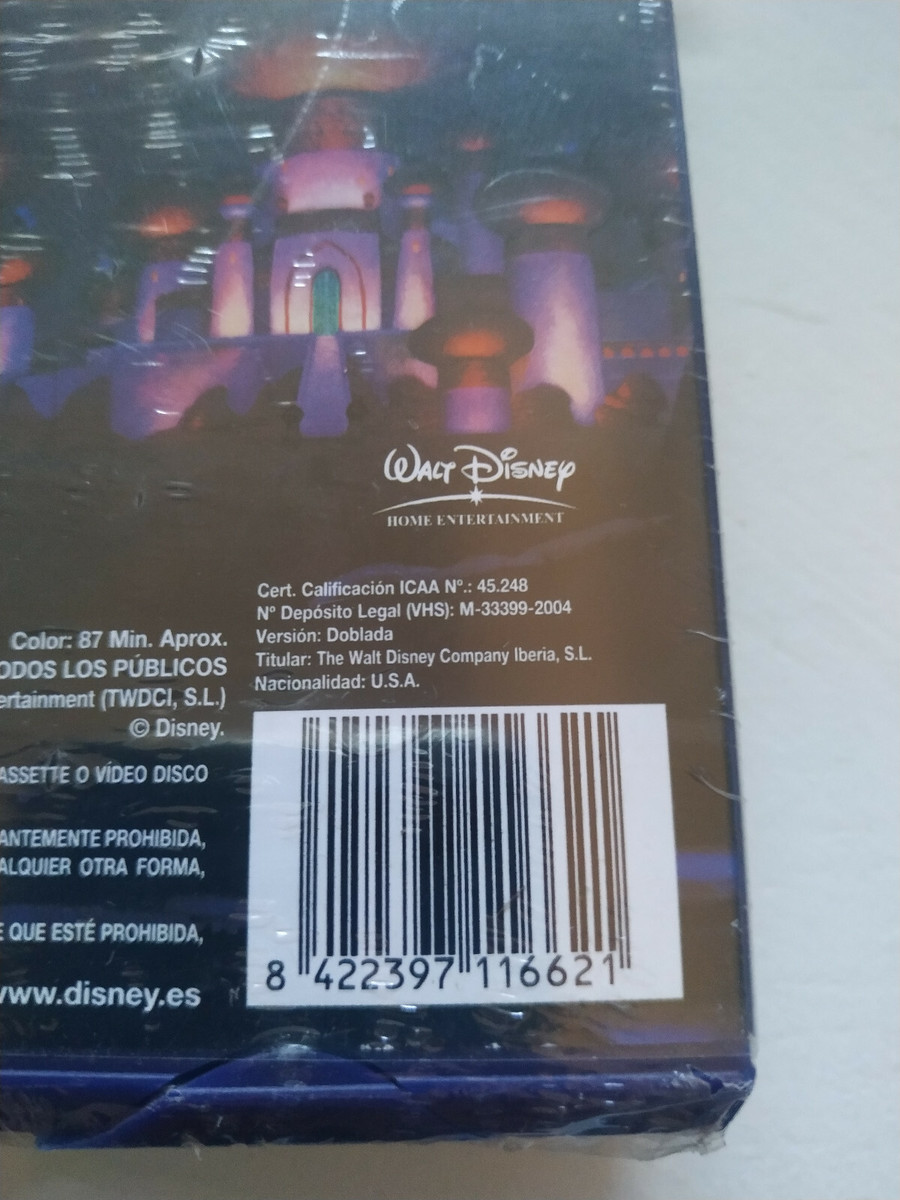 WALT DISNEY
HOME ENTERTAINMENT
Cert. Calificación ICAA Nº.: 45.248
Nº Depósito Legal (VHS): M-33399-2004
Versión: Doblada
Titular: The Walt Disney Company Iberia, S.L.
Nacionalidad: U.S.A.
Color: 87 Min. Aprox.
ODOS LOS PÚBLICOS
ertainment (TWDCI, S.L.)
© Disney.
ASSETTE O VÍDEO DISCO
ANTEMENTE PROHIBIDA,
ALQUIER OTRA FORMA,
E QUE ESTÉ PROHIBIDA,
www.disney.es
8 422397 116621